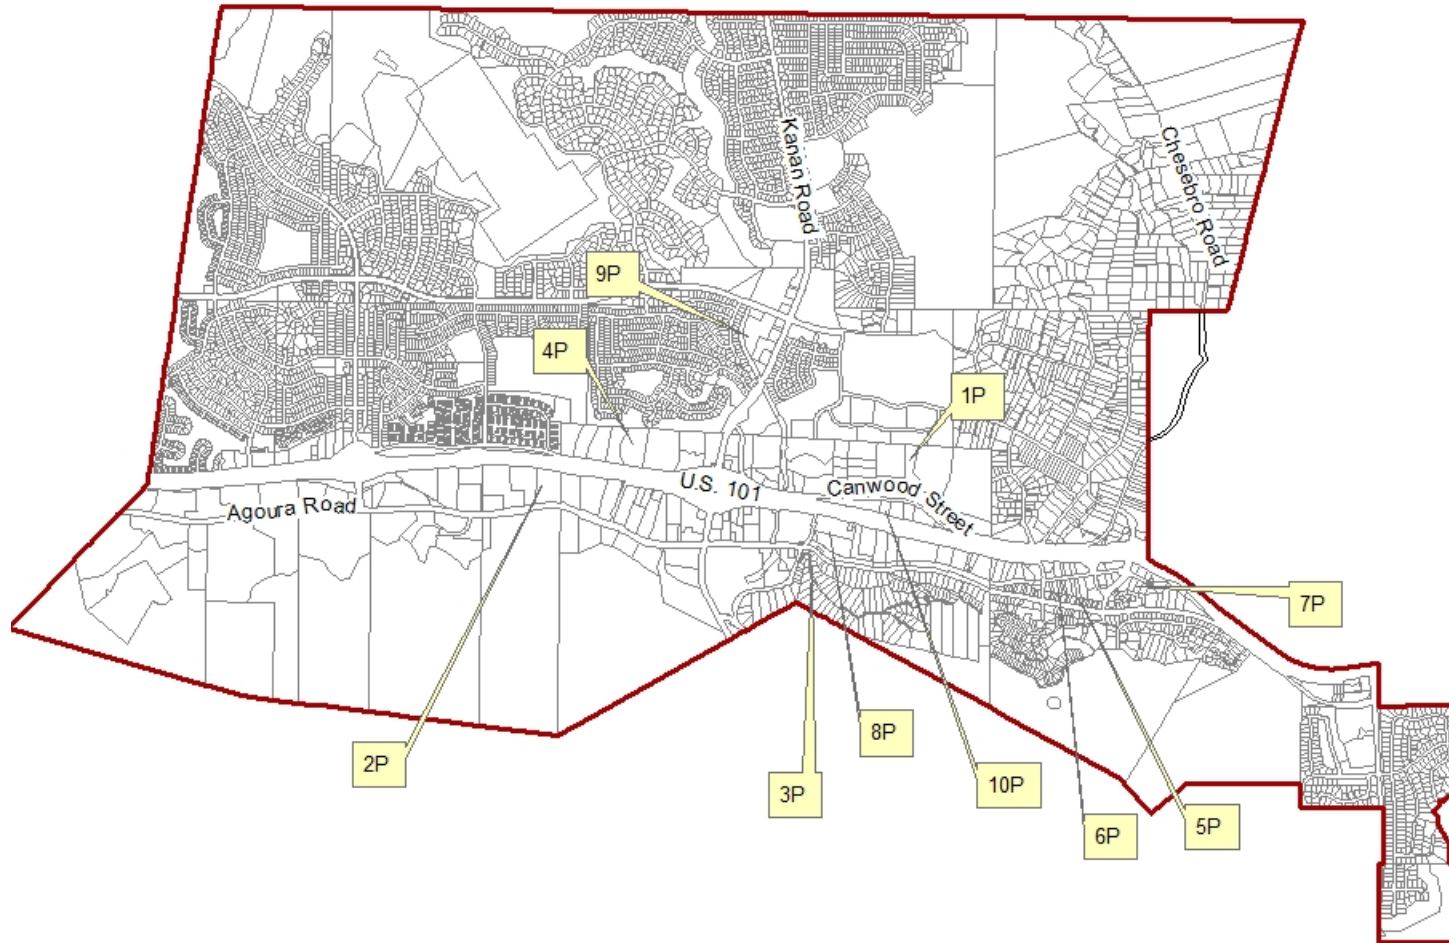 Kanan Road
Chesebro Road
9P
4P
1P
U.S. 101
Canwood Street
Agoura Road
7P
2P
8P
3P
10P
6P
5P